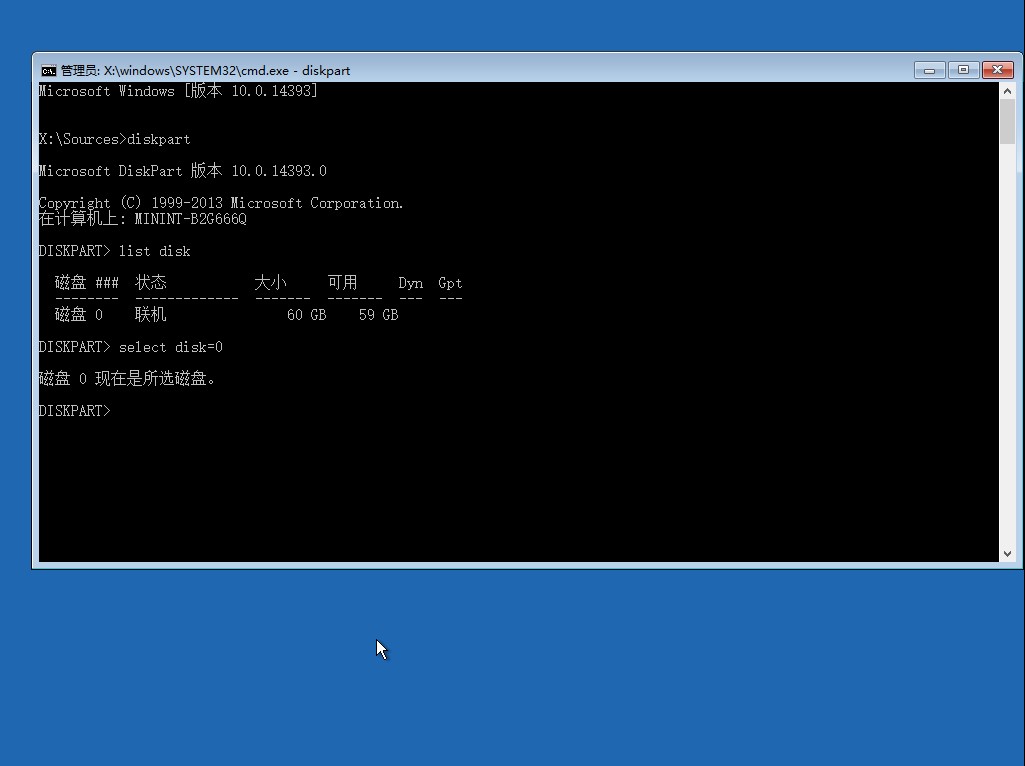 管理员: X:\windows\SYSTEM32\cmd.exe - diskpart
Microsoft Windows [版本 10.0.14393]
X:\Sources>diskpart
Microsoft DiskPart 版本 10.0.14393.0
Copyright (C) 1999-2013 Microsoft Corporation.
在计算机上: MININT-B2G666Q
DISKPART> list disk
磁盘 ### 状态 大小 可用 Dyn Gpt
-------- ------------- ------- ------- --- ---
磁盘 0 联机 60 GB 59 GB
DISKPART> select disk=0
磁盘 0 现在是所选磁盘。
DISKPART>